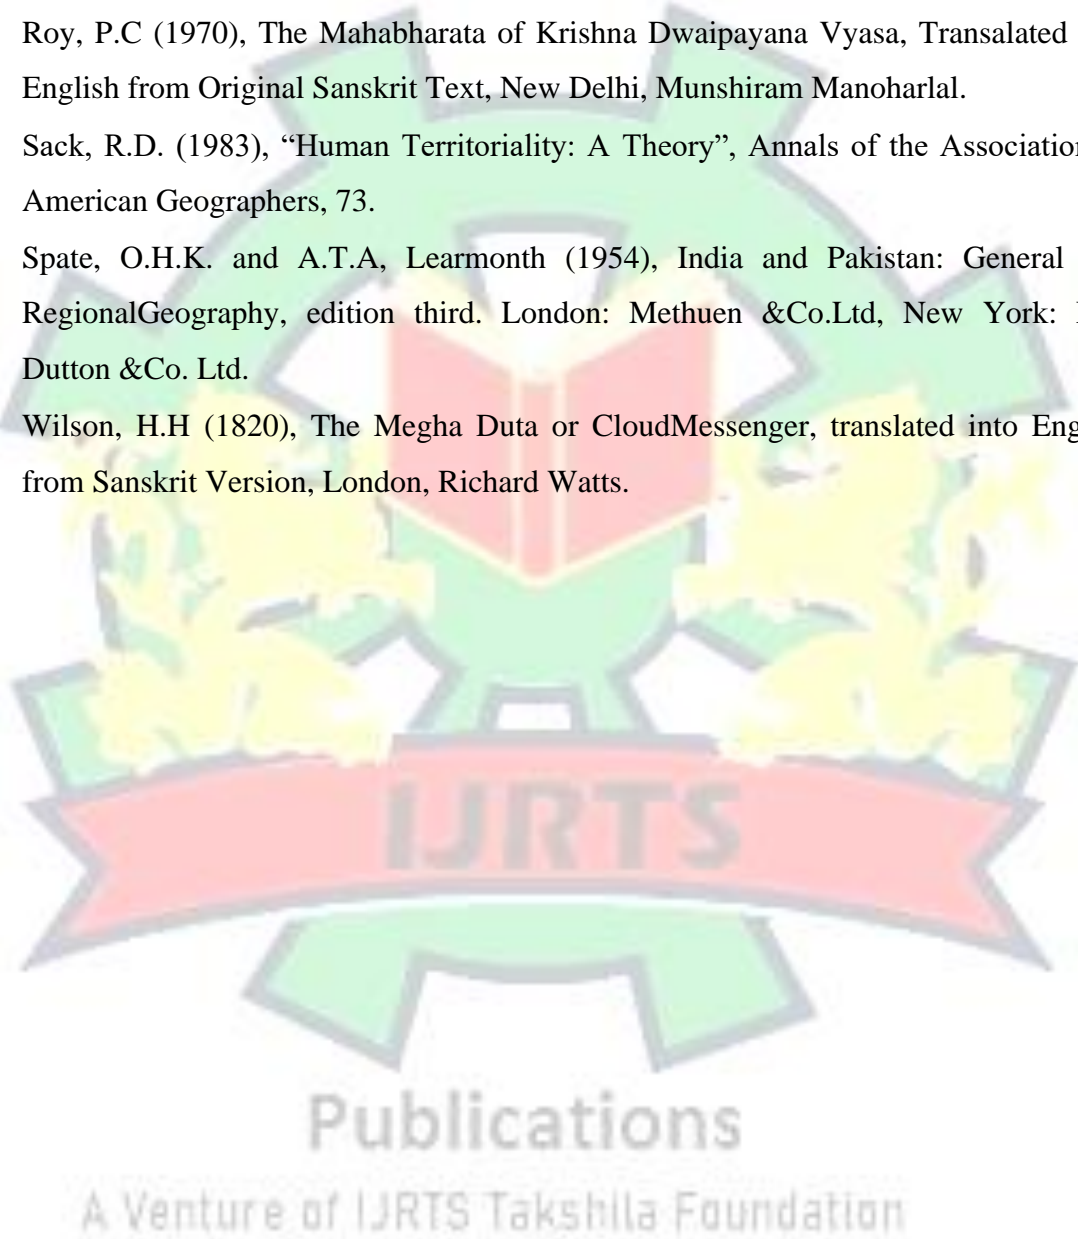 Roy, P.C (1970), The Mahabharata of Krishna Dwaipayana Vyasa, Transalated
English from Original Sanskrit Text, New Delhi, Munshiram Manoharlal.
Sack, R.D. (1983), “Human Territoriality: A Theory”, Annals of the Association
American Geographers, 73.
Spate, O.H.K. and A.T.A, Learmonth (1954), India and Pakistan: General
RegionalGeography, edition third. London: Methuen &Co.Ltd, New York:
Dutton &Co. Ltd.
Wilson, H.H (1820), The Megha Duta or CloudMessenger, translated into Eng
from Sanskrit Version, London, Richard Watts.
IJRTS
Publications
A Venture of IJRTS Takshila Foundation